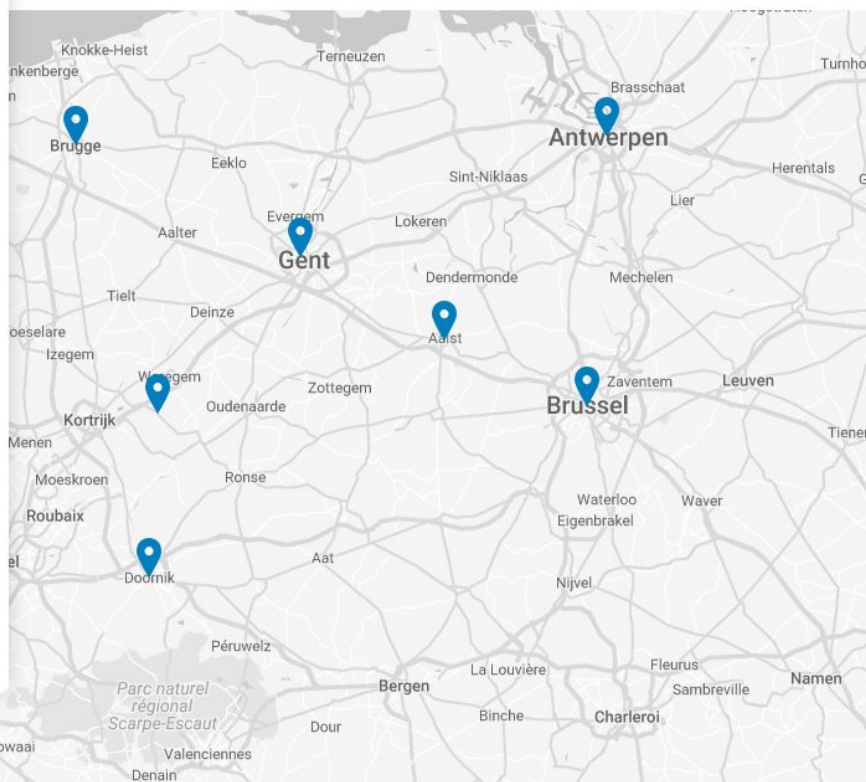 Knokke-Heist
Terneuzen
Brasschaat
Turnho
nkenberge
Brugge
Antwerpen
Eeklo
Sint-Niklaas
Herentals
Lier
Evergem
Lokeren
Aalter
Gent
Dendermonde
Mechelen
Tielt
Deinze
oeselare
Aalst
Izegem
Waregem
Zottegem
Zaventem
Leuven
Oudenaarde
Brussel
Kortrijk
Menen
Tiener
Moeskroen
Ronse
Waterloo
Waver
Roubaix
Eigenbrakel
el
Aat
Doornik
Nijvel
Péruwelz
La Louvière
Fleurus
Namen
Bergen
Sambreville
Parc naturel
régional
Scarpe-Escaut
Binche
Charleroi
Dour
Valenciennes
Denain